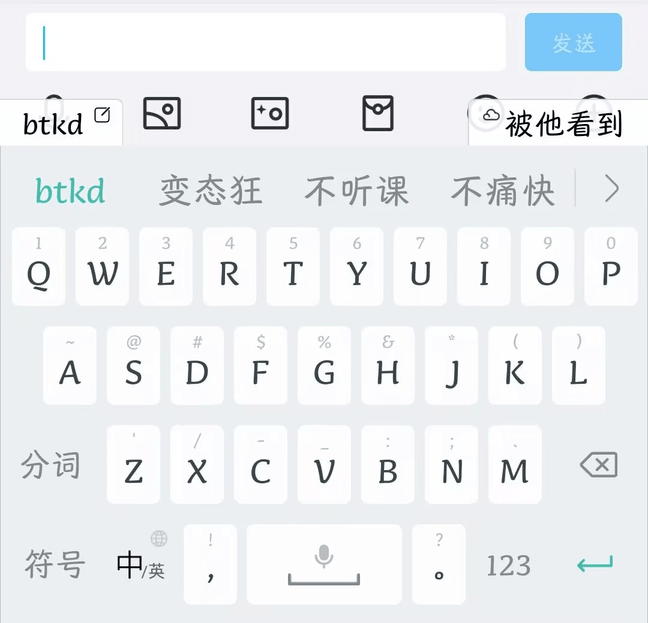 发送
btkd 被他看到
btkd 变态狂 不听课 不痛快
1 2 3 4 5 6 7 8 9 0
Q W E R T Y U I O P
~ @ # $ % & * ( )
A S D F G H J K L
' / - _ : ; 、
分词 Z X C V B N M
! ?
符号 中/英 , 。 123